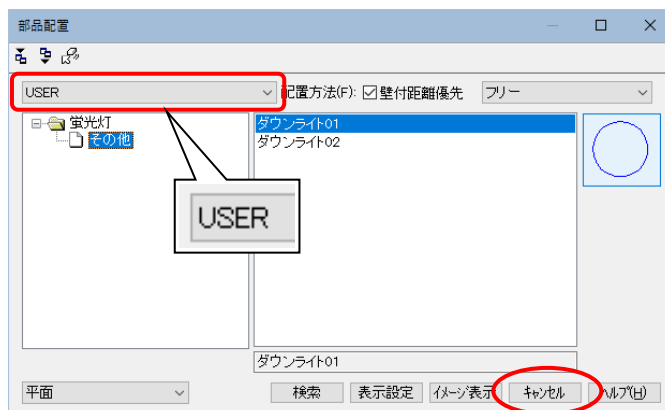 部品配置
USER
配置方法(F):
壁付距離優先
フリー
蛍光灯
その他
ダウンライト01
ダウンライト02
USER
ダウンライト01
平面
検索
表示設定
イメージ表示
キャンセル
ヘルプ(H)